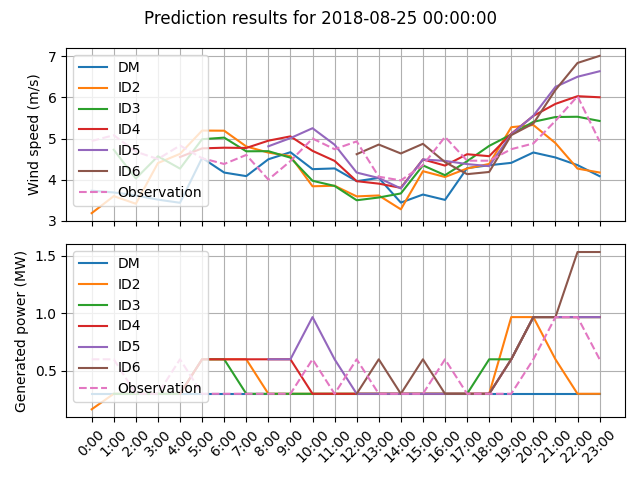 Prediction results for 2018-08-25 00:00:00
Wind speed (m/s)
7
6
5
4
3
DM
ID2
ID3
ID4
ID5
ID6
Observation
Generated power (MW)
1.5
1.0
0.5
DM
ID2
ID3
ID4
ID5
ID6
Observation
0:00
1:00
2:00
3:00
4:00
5:00
6:00
7:00
8:00
9:00
10:00
11:00
12:00
13:00
14:00
15:00
16:00
17:00
18:00
19:00
20:00
21:00
22:00
23:00